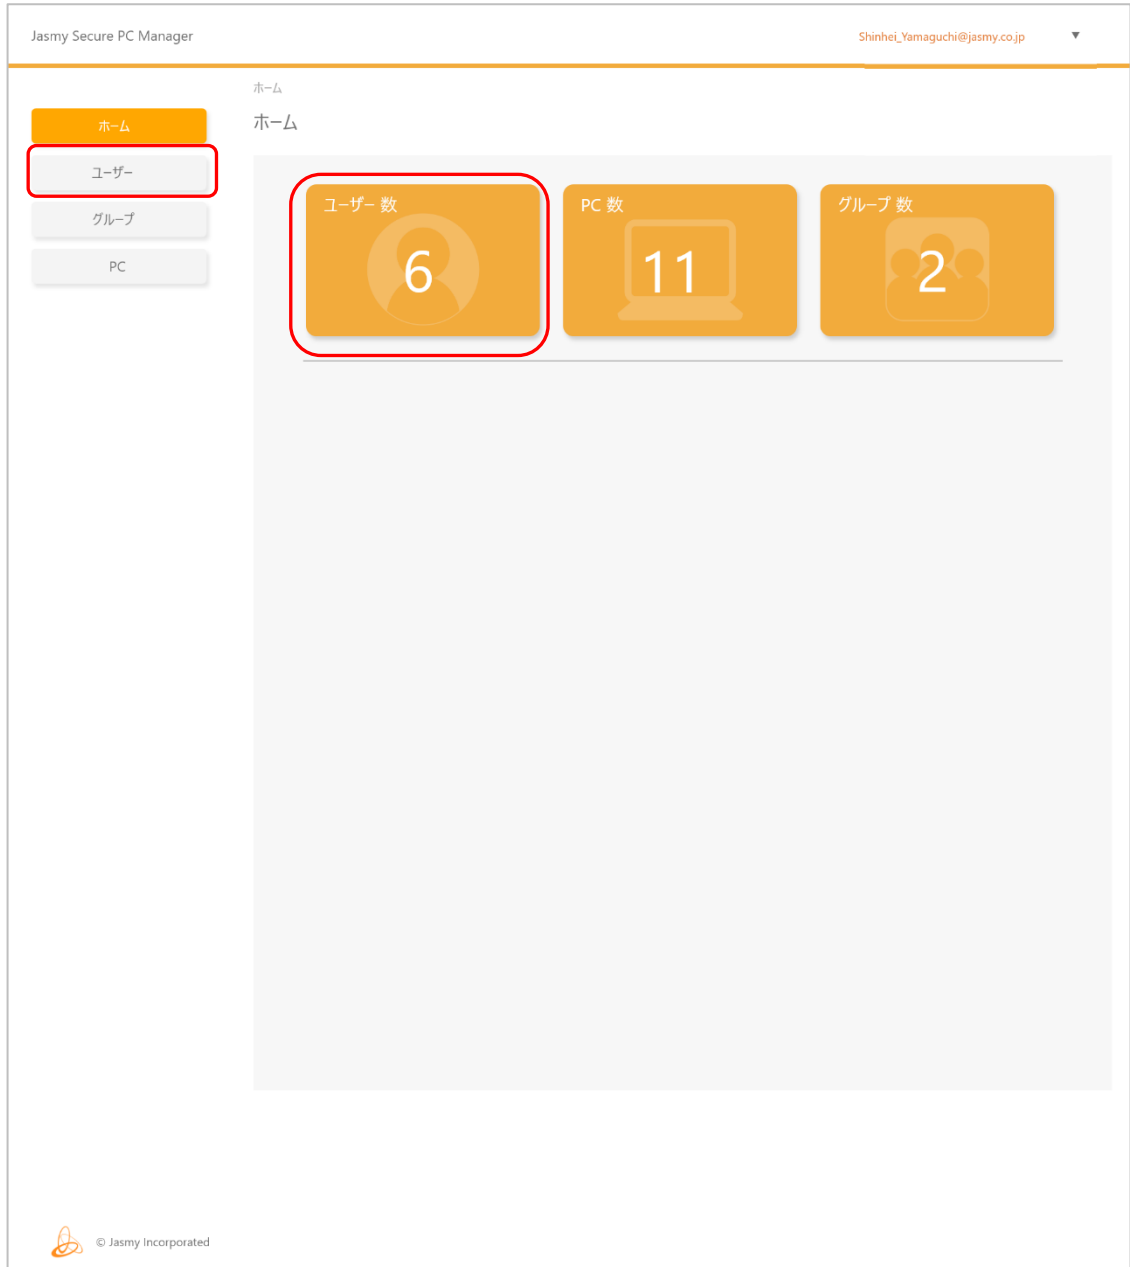 Jasmy Secure PC Manager
Shinhei_Yamaguchi@jasmy.co.jp ▼
ホーム
ホーム
ホーム
ユーザー
グループ
PC
ユーザー 数
6
PC 数
11
グループ 数
2
© Jasmy Incorporated